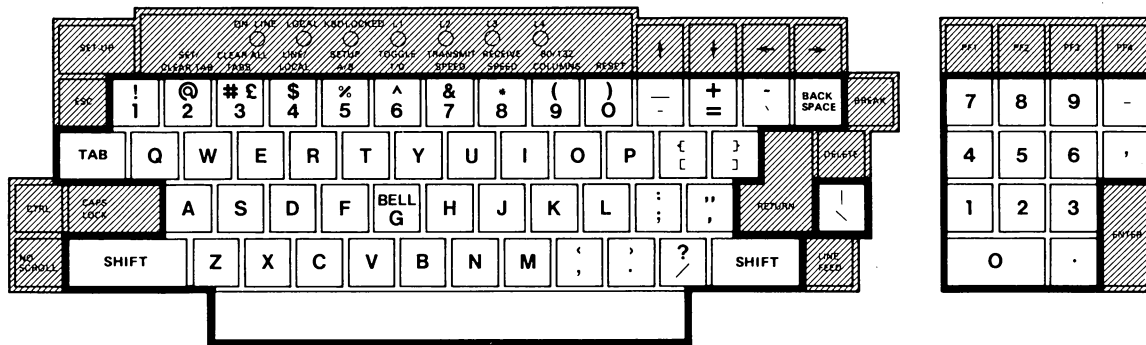 ON LINE LOCAL KBD LOCKED L1 L2 L3 L4
SET-UP SET/ CLEAR TAB CLEAR ALL TABS LINE/ LOCAL SETUP A/B TOGGLE 1/0 TRANSMIT SPEED RECEIVE SPEED 80/132 COLUMNS RESET PF1 PF2 PF3 PF4
ESC ! 1 @ 2 # £ 3 $ 4 % 5 ^ 6 & 7 * 8 ( 9 ) 0 — - + = ~ ` BACK SPACE BREAK 7 8 9 -
TAB Q W E R T Y U I O P { [ } ] DELETE 4 5 6 ,
CTRL CAPS LOCK A S D F BELL G H J K L : ; " , RETURN | \ 1 2 3 ENTER
NO SCROLL SHIFT Z X C V B N M ‹ , › . ? / SHIFT LINE FEED 0 .